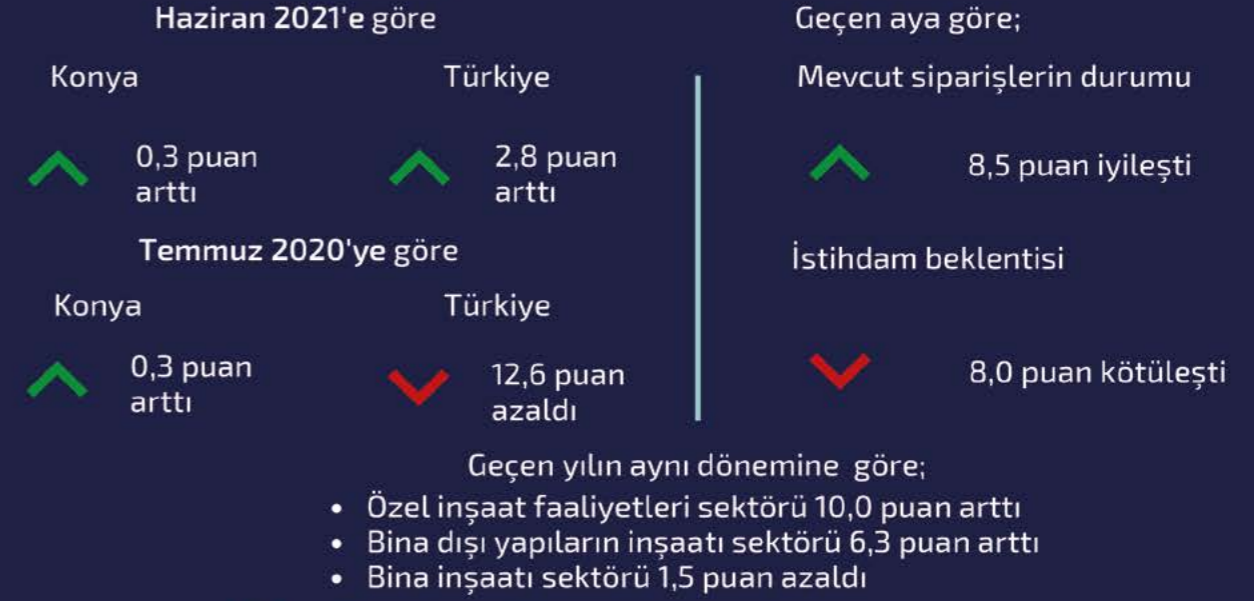 Haziran 2021'e göre
Konya
Türkiye
0,3 puan
arttı
2,8 puan
arttı
Temmuz 2020'ye göre
Konya
Türkiye
0,3 puan
arttı
12,6 puan
azaldı
Geçen aya göre;
Mevcut siparişlerin durumu
8,5 puan iyileşti
İstihdam beklentisi
8,0 puan kötüleşti
Geçen yılın aynı dönemine göre;
• Özel inşaat faaliyetleri sektörü 10,0 puan arttı
• Bina dışı yapıların inşaatı sektörü 6,3 puan arttı
• Bina inşaatı sektörü 1,5 puan azaldı